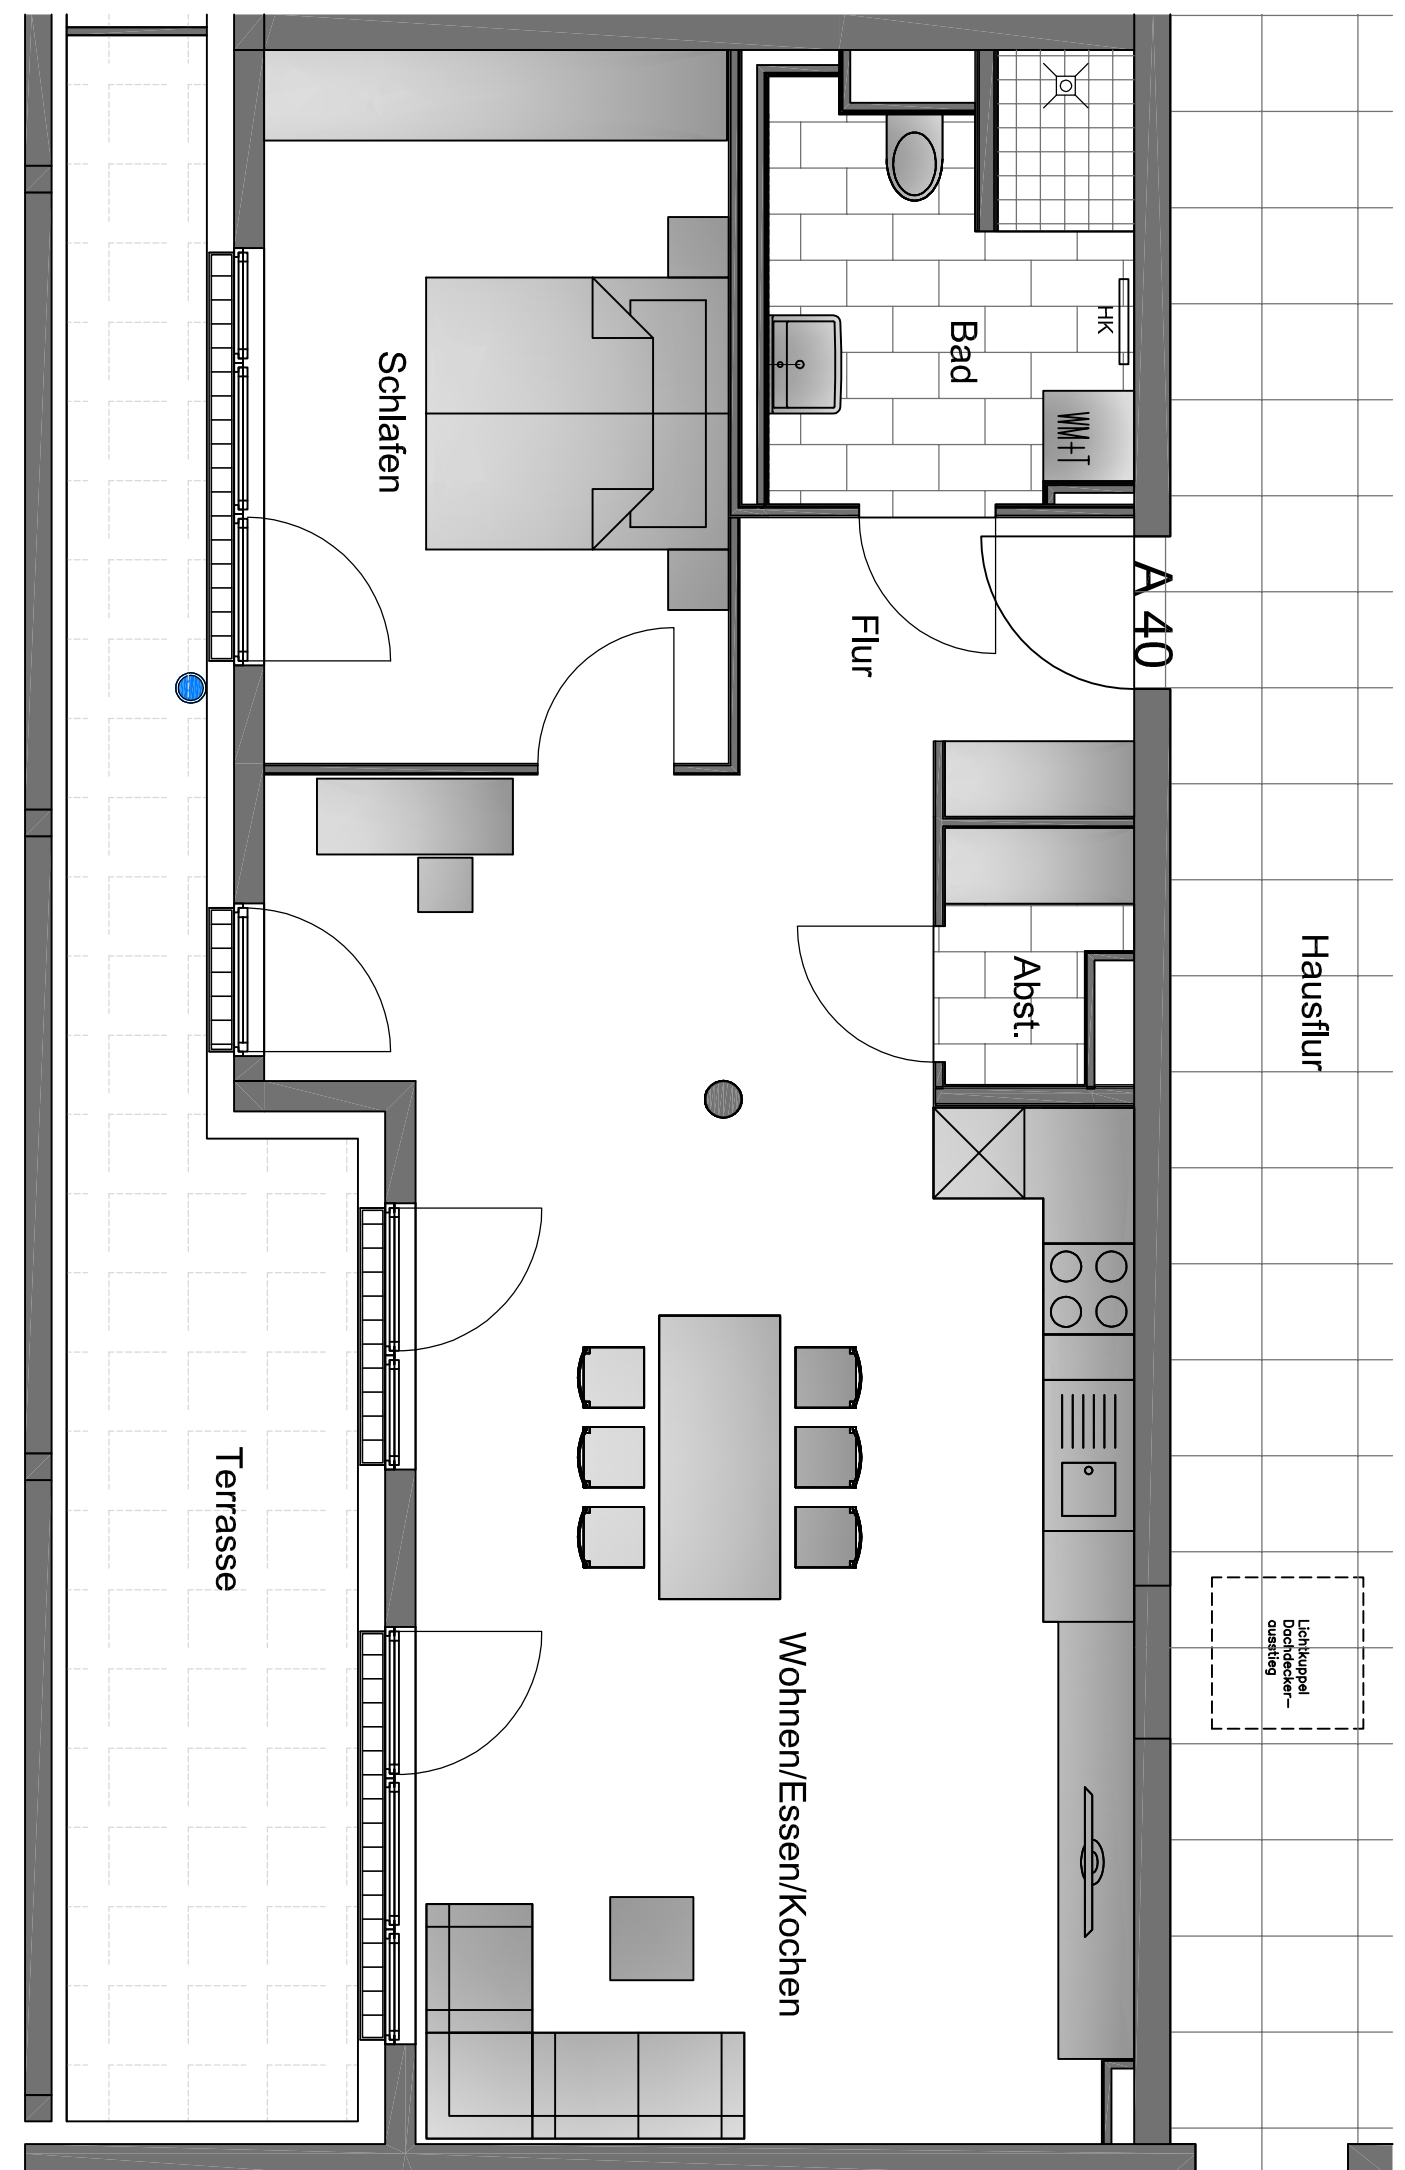 HK
Bad
WM+T
Schlafen
A 40
Flur
Hausflur
Abst.
Terrasse
Lichtkuppel
Dachdecker-
ausstieg
Wohnen/Essen/Kochen